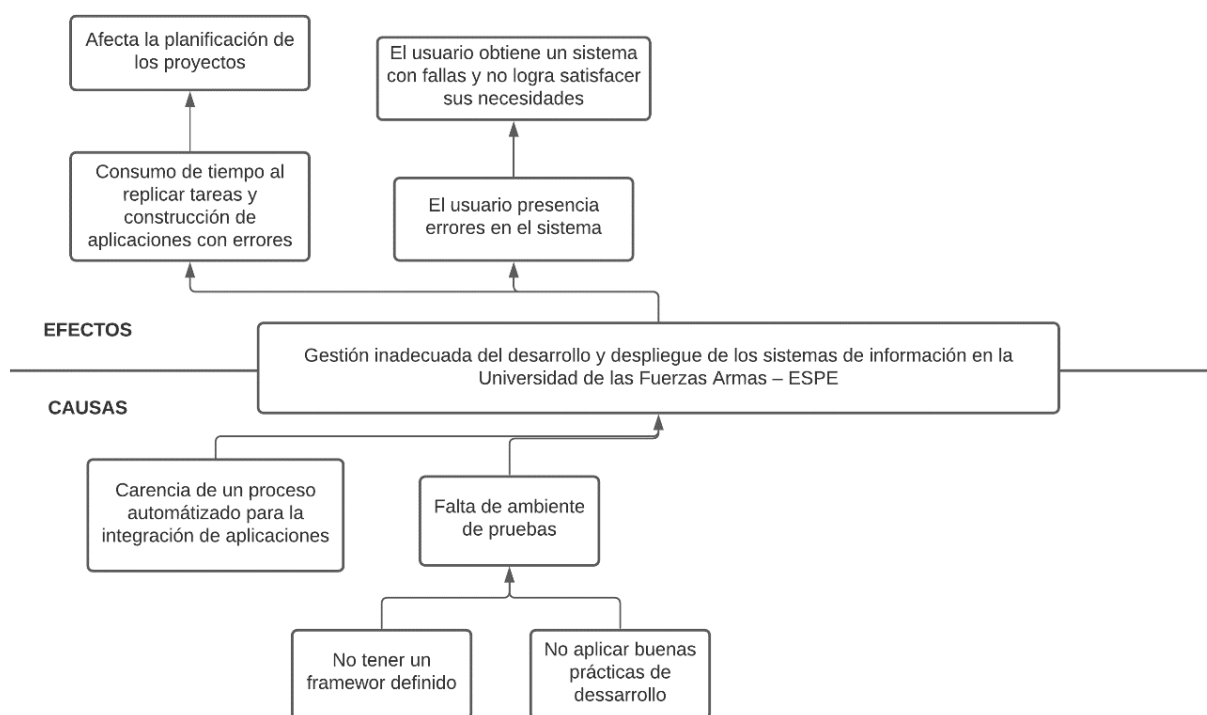 Afecta la planificación de
los proyectos
El usuario obtiene un sistema
con fallas y no logra satisfacer
sus necesidades
Consumo de tiempo al
replicar tareas y
construcción de
aplicaciones con errores
El usuario presencia
errores en el sistema
EFECTOS
Gestión inadecuada del desarrollo y despliegue de los sistemas de información en la
Universidad de las Fuerzas Armas – ESPE
CAUSAS
Carencia de un proceso
automátizado para la
integración de aplicaciones
Falta de ambiente
de pruebas
No tener un
framewor definido
No aplicar buenas
prácticas de
dessarrollo